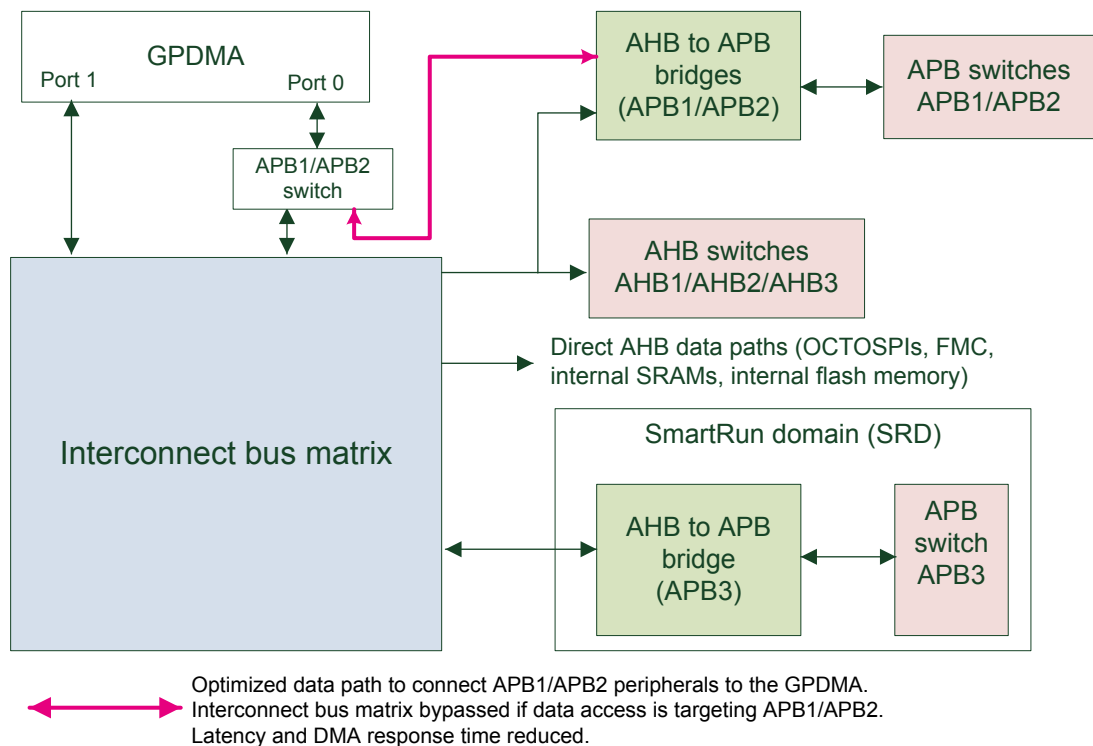 GPDMA
Port 1
Port 0
APB1/APB2
switch
AHB to APB
bridges
(APB1/APB2)
APB switches
APB1/APB2
AHB switches
AHB1/AHB2/AHB3
Direct AHB data paths (OCTOSPIs, FMC,
internal SRAMs, internal flash memory)
Interconnect bus matrix
SmartRun domain (SRD)
AHB to APB
bridge
(APB3)
APB
switch
APB3
Optimized data path to connect APB1/APB2 peripherals to the GPDMA.
Interconnect bus matrix bypassed if data access is targeting APB1/APB2.
Latency and DMA response time reduced.